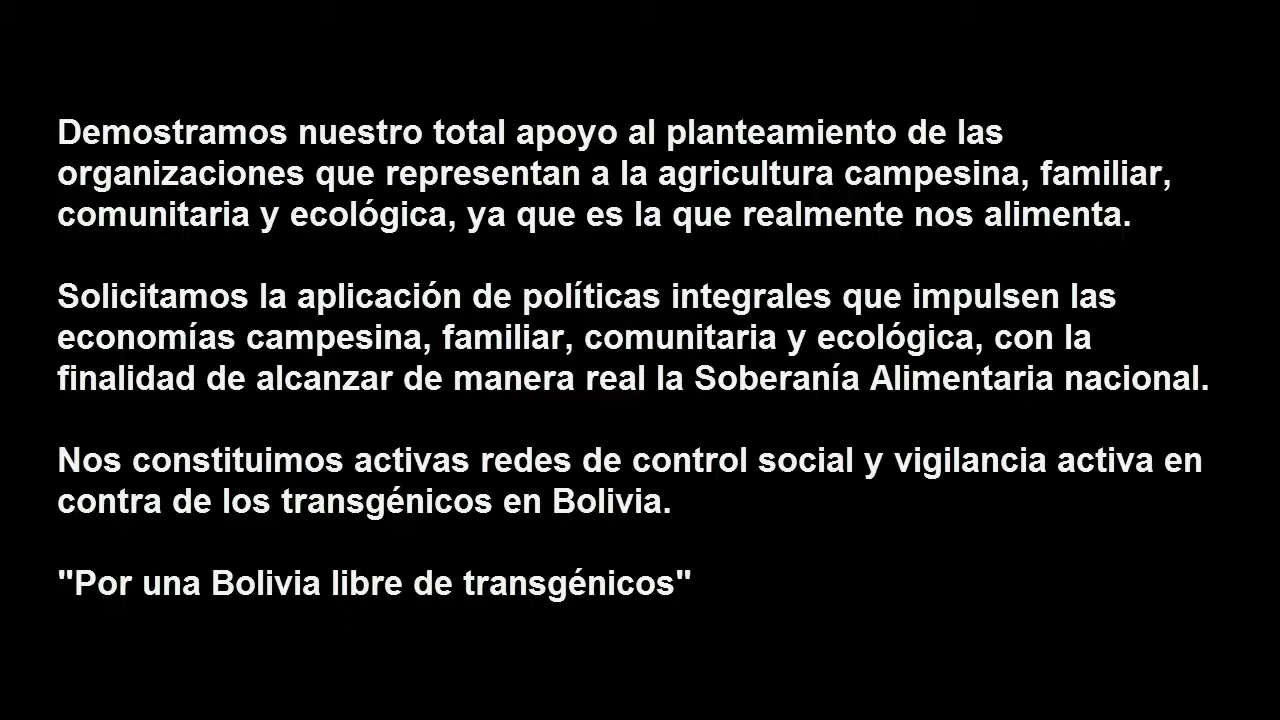 Demostramos nuestro total apoyo al planteamiento de las
organizaciones que representan a la agricultura campesina, familiar,
comunitaria y ecológica, ya que es la que realmente nos alimenta.
Solicitamos la aplicación de políticas integrales que impulsen las
economías campesina, familiar, comunitaria y ecológica, con la
finalidad de alcanzar de manera real la Soberanía Alimentaria nacional.
Nos constituimos activas redes de control social y vigilancia activa en
contra de los transgénicos en Bolivia.
"Por una Bolivia libre de transgénicos"